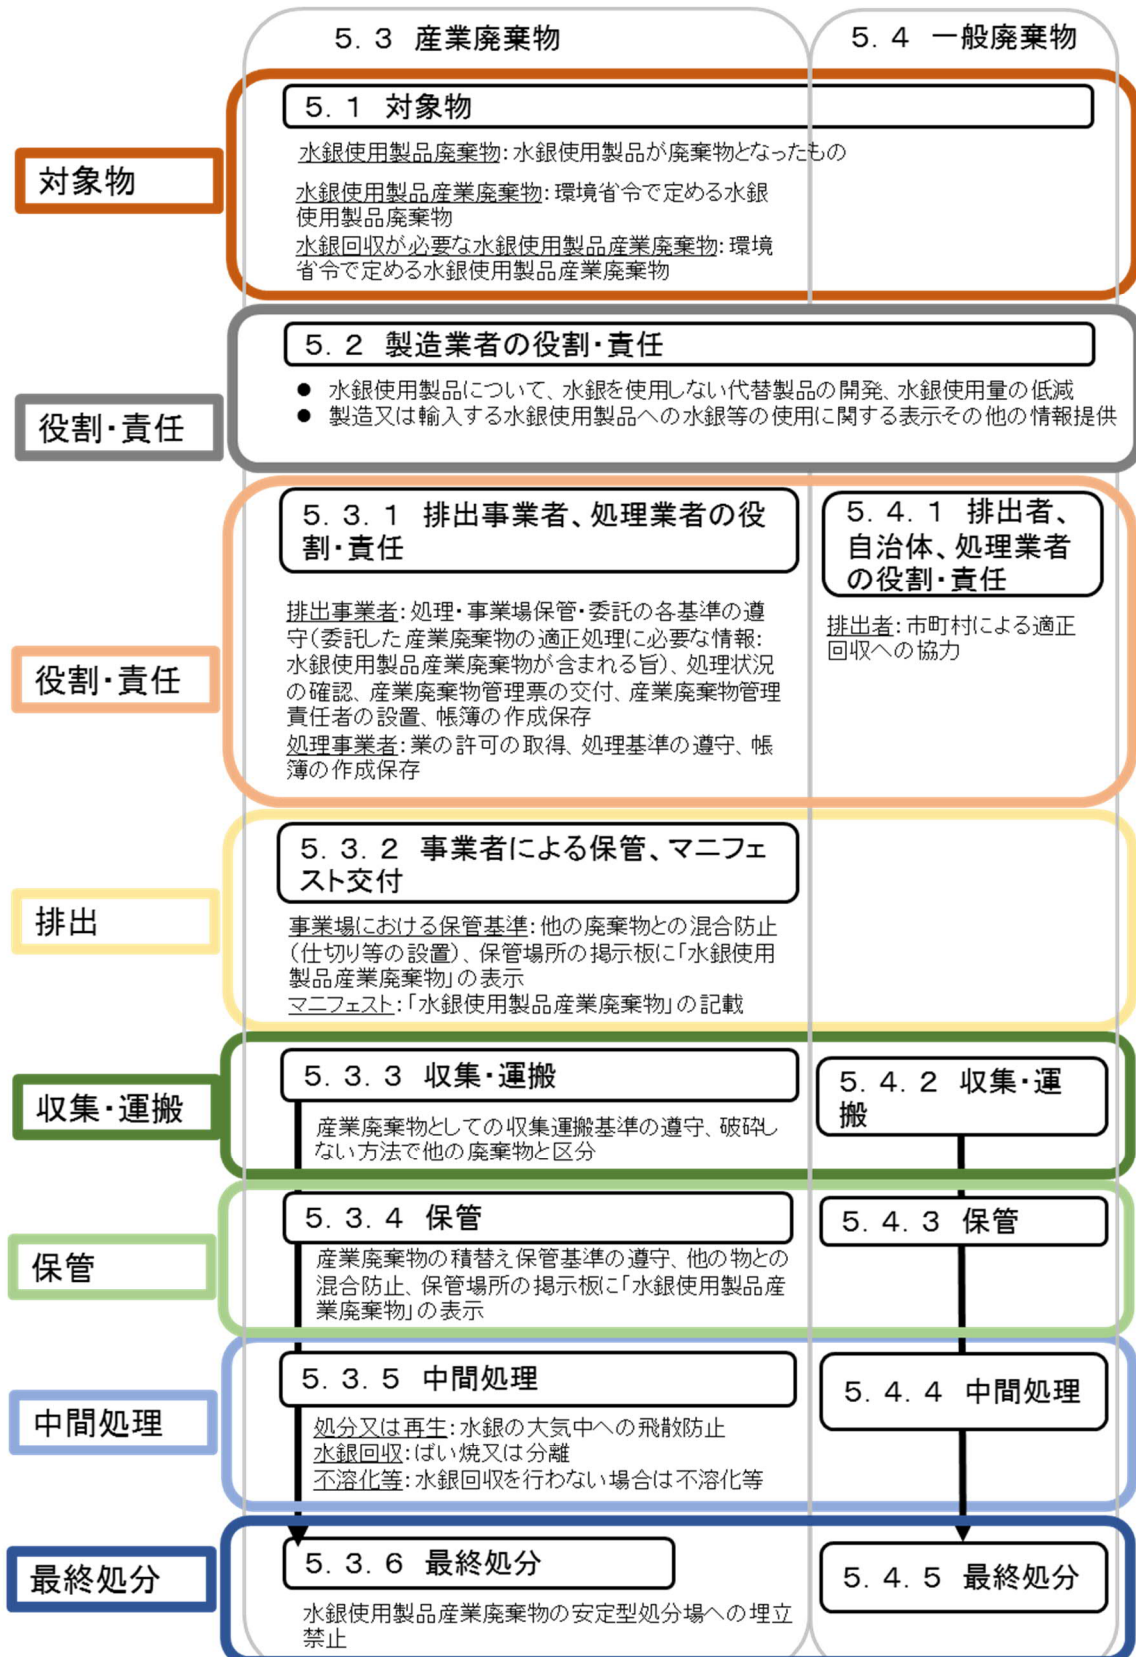 ５．３ 産業廃棄物
５．４ 一般廃棄物
対象物
５．１ 対象物
水銀使用製品廃棄物：水銀使用製品が廃棄物となったもの
水銀使用製品産業廃棄物：環境省令で定める水銀
使用製品廃棄物
水銀回収が必要な水銀使用製品産業廃棄物：環境
省令で定める水銀使用製品産業廃棄物
役割・責任
５．２ 製造業者の役割・責任
● 水銀使用製品について、水銀を使用しない代替製品の開発、水銀使用量の低減
● 製造又は輸入する水銀使用製品への水銀等の使用に関する表示その他の情報提供
役割・責任
５．３．１ 排出事業者、処理業者の役
割・責任
排出事業者：処理・事業場保管・委託の各基準の遵
守（委託した産業廃棄物の適正処理に必要な情報：
水銀使用製品産業廃棄物が含まれる旨）、処理状況
の確認、産業廃棄物管理票の交付、産業廃棄物管理
責任者の設置、帳簿の作成保存
処理事業者：業の許可の取得、処理基準の遵守、帳
簿の作成保存
５．４．１ 排出者、
自治体、処理業者
の役割・責任
排出者：市町村による適正
回収への協力
排出
５．３．２ 事業者による保管、マニフェ
スト交付
事業場における保管基準：他の廃棄物との混合防止
（仕切り等の設置）、保管場所の掲示板に「水銀使用
製品産業廃棄物」の表示
マニフェスト：「水銀使用製品産業廃棄物」の記載
収集・運搬
５．３．３ 収集・運搬
産業廃棄物としての収集運搬基準の遵守、破砕し
ない方法で他の廃棄物と区分
５．４．２ 収集・運
搬
保管
５．３．４ 保管
産業廃棄物の積替え保管基準の遵守、他の物との
混合防止、保管場所の掲示板に「水銀使用製品産
業廃棄物」の表示
５．４．３ 保管
中間処理
５．３．５ 中間処理
処分又は再生：水銀の大気中への飛散防止
水銀回収：ばい焼又は分離
不溶化等：水銀回収を行わない場合は不溶化等
５．４．４ 中間処理
最終処分
５．３．６ 最終処分
水銀使用製品産業廃棄物の安定型処分場への埋立
禁止
５．４．５ 最終処分